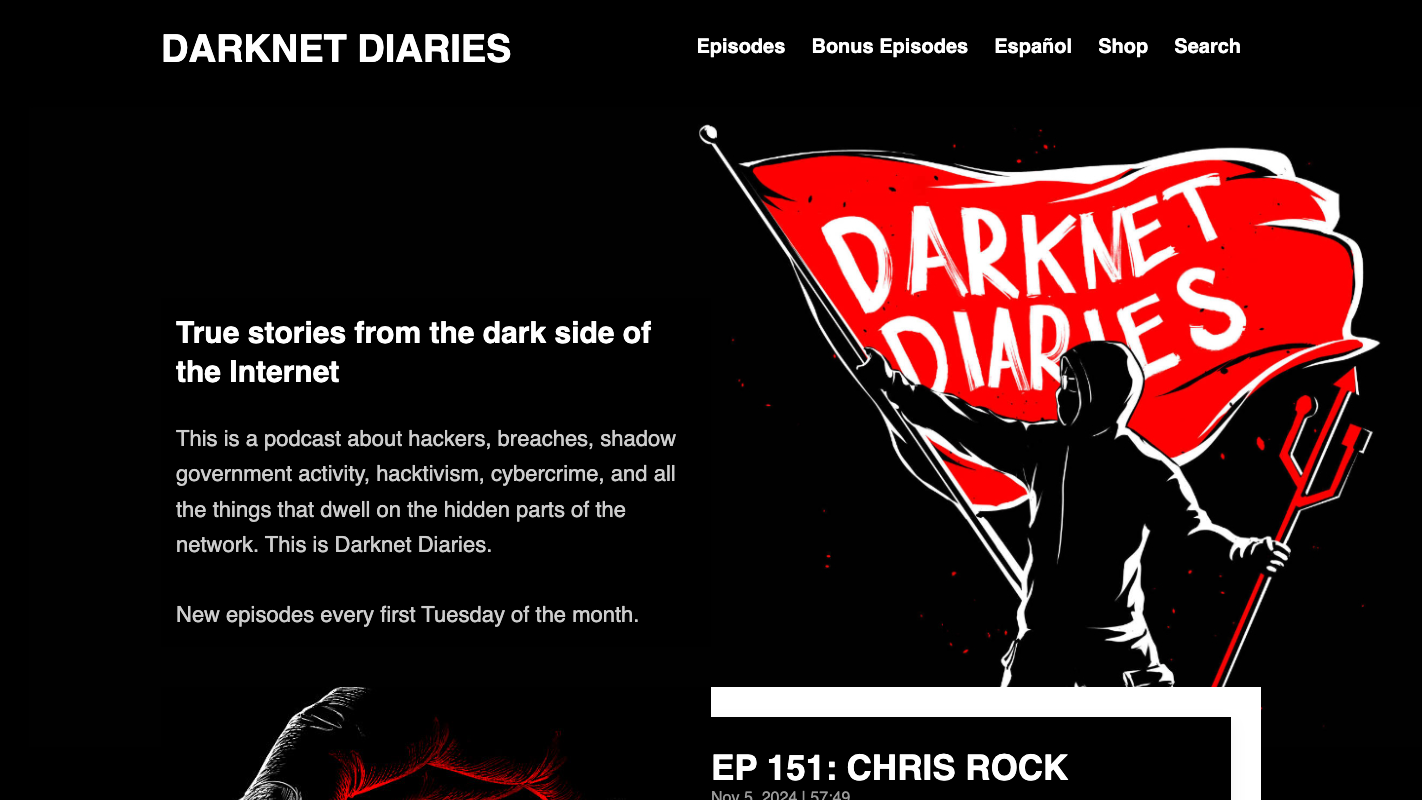 DARKNET DIARIES
Episodes Bonus Episodes Español Shop Search
DARKNET
DIARIES
True stories from the dark side of
the Internet
This is a podcast about hackers, breaches, shadow
government activity, hacktivism, cybercrime, and all
the things that dwell on the hidden parts of the
network. This is Darknet Diaries.
New episodes every first Tuesday of the month.
EP 151: CHRIS ROCK
Nov 5, 2024 | 57:49